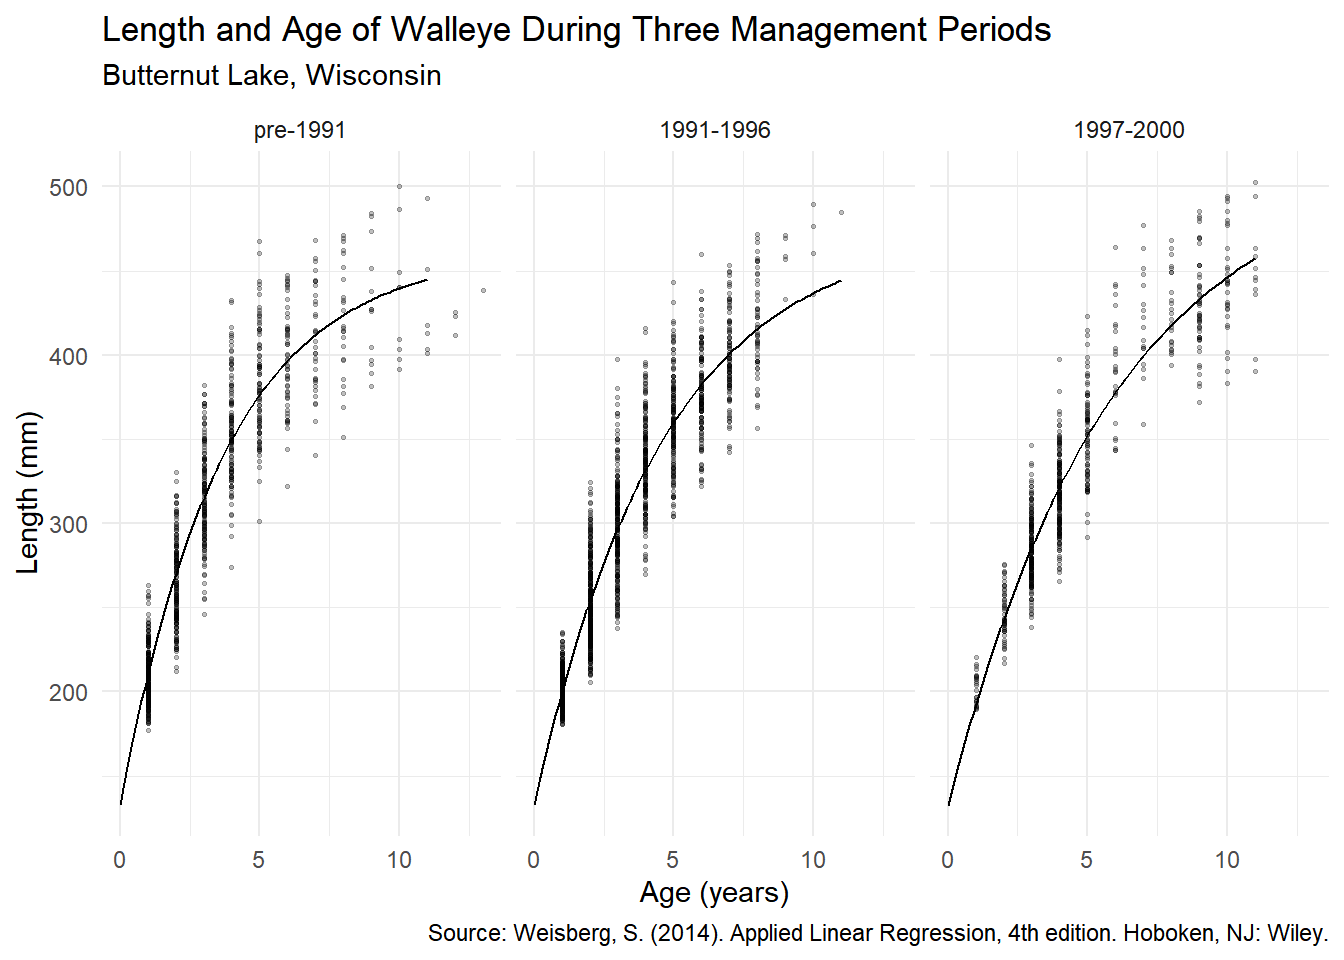 Length and Age of Walleye During Three Management Periods
Butternut Lake, Wisconsin
pre-1991 1991-1996 1997-2000
500
400
300
200
Length (mm)
0 5 10 0 5 10 0 5 10
Age (years)
Source: Weisberg, S. (2014). Applied Linear Regression, 4th edition. Hoboken, NJ: Wiley.